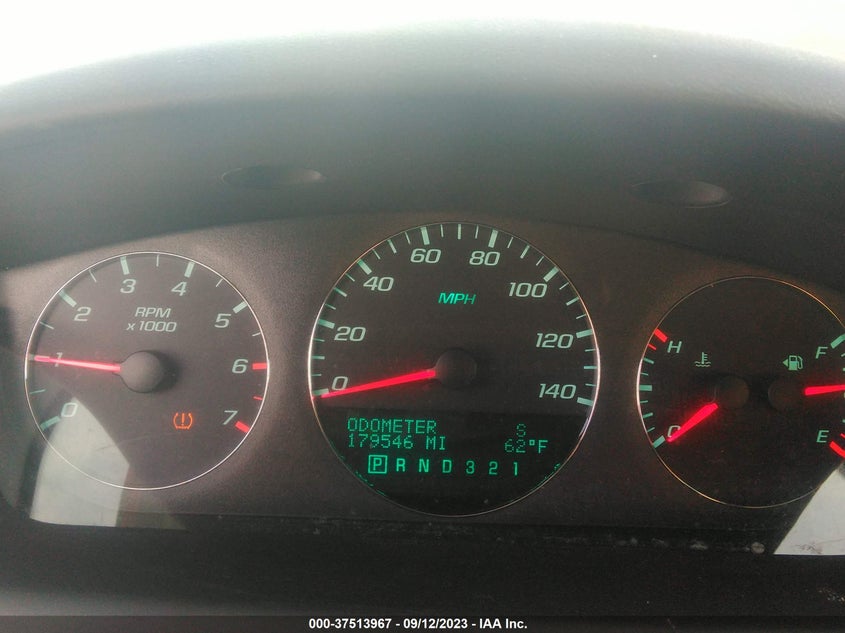 0 1 2 3 4 5 6 7
RPM
x1000
0 20 40 60 80 100 120 140
MPH
ODOMETER S
179546 MI 62°F
P R N D 3 2 1
H
C
F
E
000-37513967 - 09/12/2023 - IAA Inc.